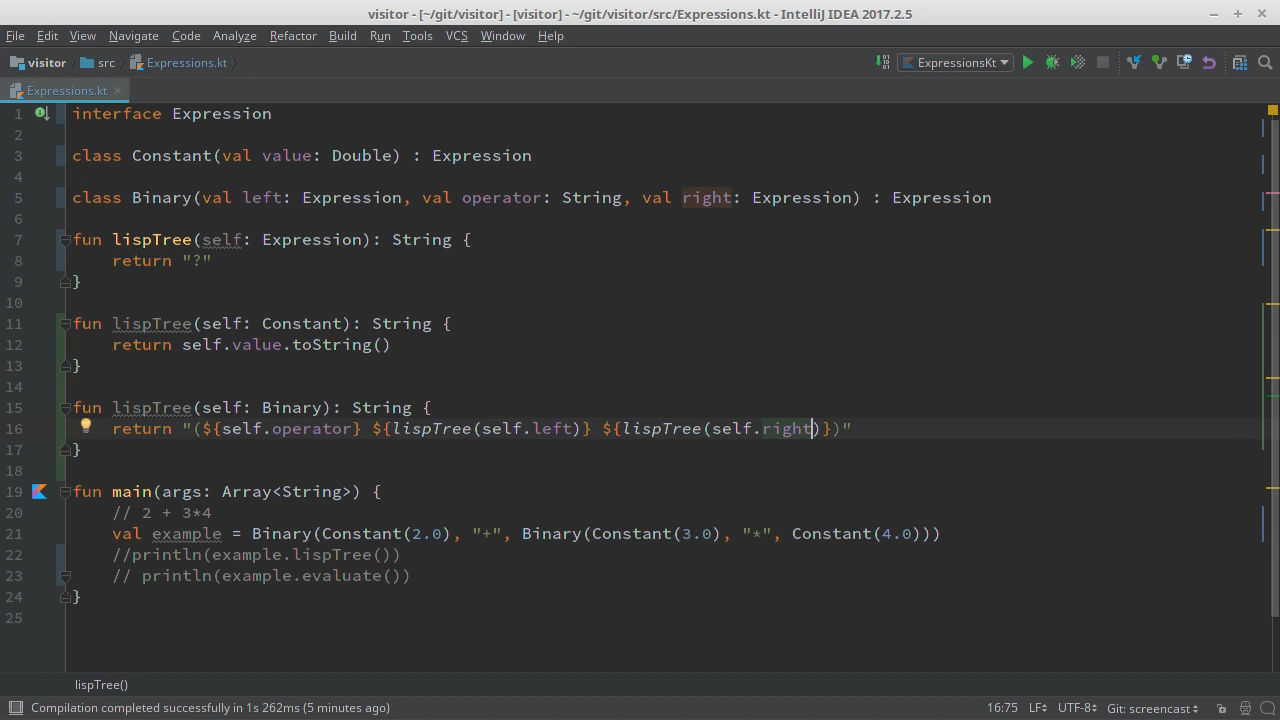 visitor - [~/git/visitor] - [visitor] - ~/git/visitor/src/Expressions.kt - IntelliJ IDEA 2017.2.5
File Edit View Navigate Code Analyze Refactor Build Run Tools VCS Window Help
visitor src Expressions.kt ExpressionsKt
Expressions.kt
1 interface Expression
2
3 class Constant(val value: Double) : Expression
4
5 class Binary(val left: Expression, val operator: String, val right: Expression) : Expression
6
7 fun lispTree(self: Expression): String {
8     return "?"
9 }
10
11 fun lispTree(self: Constant): String {
12     return self.value.toString()
13 }
14
15 fun lispTree(self: Binary): String {
16     return "(${self.operator} ${lispTree(self.left)} ${lispTree(self.right)})"
17 }
18
19 fun main(args: Array<String>) {
20     // 2 + 3*4
21     val example = Binary(Constant(2.0), "+", Binary(Constant(3.0), "*", Constant(4.0)))
22     //println(example.lispTree())
23     // println(example.evaluate())
24 }
25
lispTree()
Compilation completed successfully in 1s 262ms (5 minutes ago) 16:75 LF UTF-8 Git: screencast